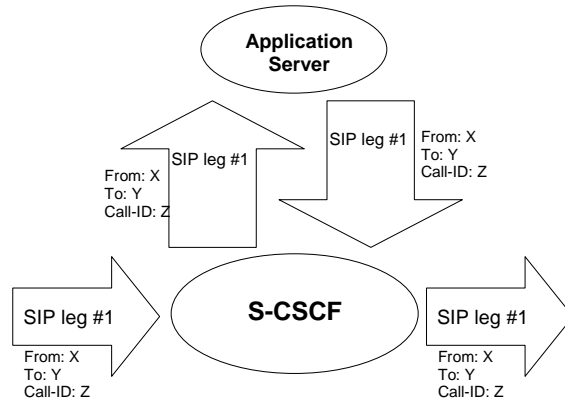 Application
Server
SIP leg #1
From: X
To: Y
Call-ID: Z
SIP leg #1
From: X
To: Y
Call-ID: Z
S-CSCF
SIP leg #1
From: X
To: Y
Call-ID: Z
SIP leg #1
From: X
To: Y
Call-ID: Z